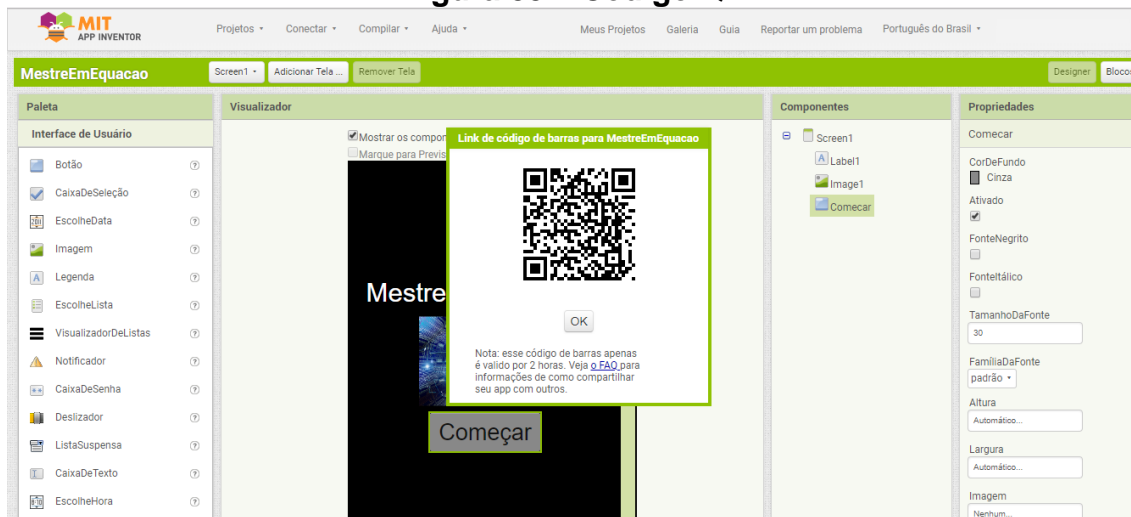 MIT
APP INVENTOR
Projetos
Conectar
Compilar
Ajuda
Meus Projetos
Galeria
Guia
Reportar um problema
Português do Brasil
MestreEmEquacao
Screen1
Adicionar Tela ...
Remover Tela
Designer
Paleta
Interface de Usuário
Botão
CaixaDeSeleção
EscolheData
Imagem
Legenda
EscolheLista
VisualizadorDeListas
Notificador
CaixaDeSenha
Deslizador
ListaSuspensa
CaixaDeTexto
EscolheHora
Visualizador
Mostrar os compon
Marque para Previs
Mestre
Começar
Link de código de barras para MestreEmEquacao
OK
Nota: esse código de barras apenas
é valido por 2 horas. Veja o FAQ para
informações de como compartilhar
seu app com outros.
Componentes
Screen1
Label1
Image1
Comecar
Propriedades
Comecar
CorDeFundo
Cinza
Ativado
FonteNegrito
FonteItálico
TamanhoDaFonte
30
FamíliaDaFonte
padrão
Altura
Automático...
Largura
Automático...
Imagem
Nenhum...